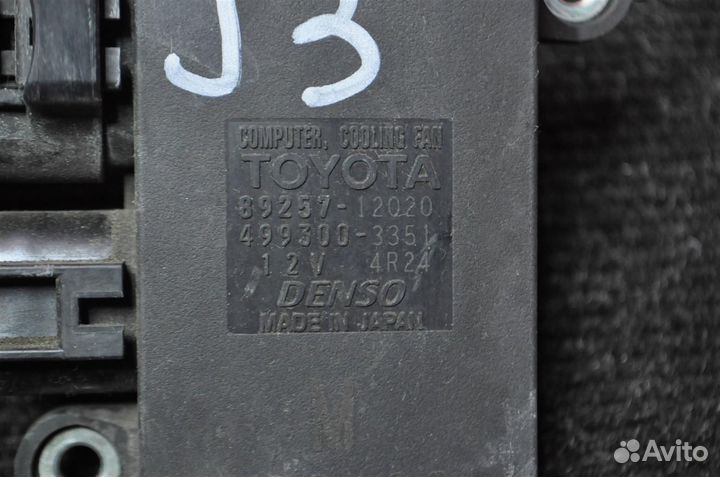 J3
COMPUTER, COOLING FAN
TOYOTA
89257-12020
499300-3351
12V 4R24
DENSO
MADE IN JAPAN
M
Avito